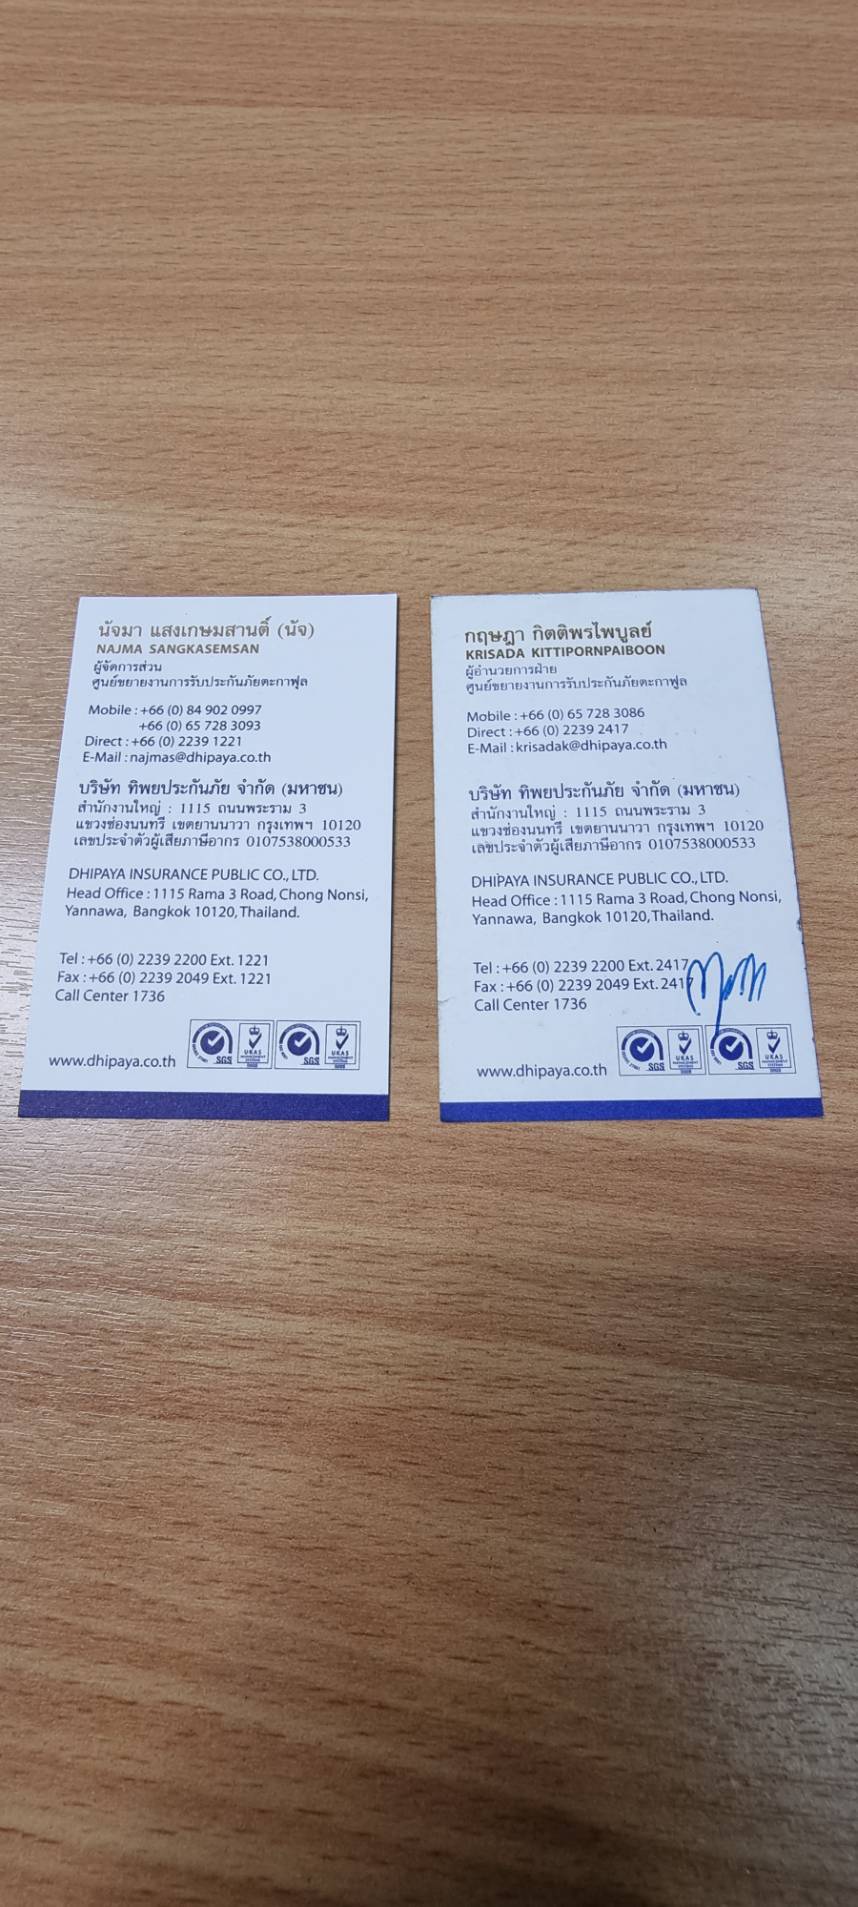 นัจมา แสงเกษมสานติ์ (นัจ)
NAJMA SANGKASEMSAN
ผู้จัดการส่วน
ศูนย์ขยายงานการรับประกันภัยตะกาฟุล
Mobile : +66 (0) 84 902 0997
+66 (0) 65 728 3093
Direct : +66 (0) 2239 1221
E-Mail : najmas@dhipaya.co.th
บริษัท ทิพยประกันภัย จำกัด (มหาชน)
สำนักงานใหญ่ : 1115 ถนนพระราม 3
แขวงช่องนนทรี เขตยานนาวา กรุงเทพฯ 10120
เลขประจำตัวผู้เสียภาษีอากร 0107538000533
DHIPAYA INSURANCE PUBLIC CO., LTD.
Head Office : 1115 Rama 3 Road, Chong Nonsi,
Yannawa, Bangkok 10120, Thailand.
Tel : +66 (0) 2239 2200 Ext. 1221
Fax : +66 (0) 2239 2049 Ext. 1221
Call Center 1736
www.dhipaya.co.th
SGS
UKAS
SGS
UKAS
กฤษฎา กิตติพรไพบูลย์
KRISADA KITTIPORNPAIBOON
ผู้อำนวยการฝ่าย
ศูนย์ขยายงานการรับประกันภัยตะกาฟุล
Mobile : +66 (0) 65 728 3086
Direct : +66 (0) 2239 2417
E-Mail : krisadak@dhipaya.co.th
บริษัท ทิพยประกันภัย จำกัด (มหาชน)
สำนักงานใหญ่ : 1115 ถนนพระราม 3
แขวงช่องนนทรี เขตยานนาวา กรุงเทพฯ 10120
เลขประจำตัวผู้เสียภาษีอากร 0107538000533
DHIPAYA INSURANCE PUBLIC CO., LTD.
Head Office : 1115 Rama 3 Road, Chong Nonsi,
Yannawa, Bangkok 10120, Thailand.
Tel : +66 (0) 2239 2200 Ext. 2417
Fax : +66 (0) 2239 2049 Ext. 2417
Call Center 1736
www.dhipaya.co.th
SGS
UKAS
SGS
UKAS